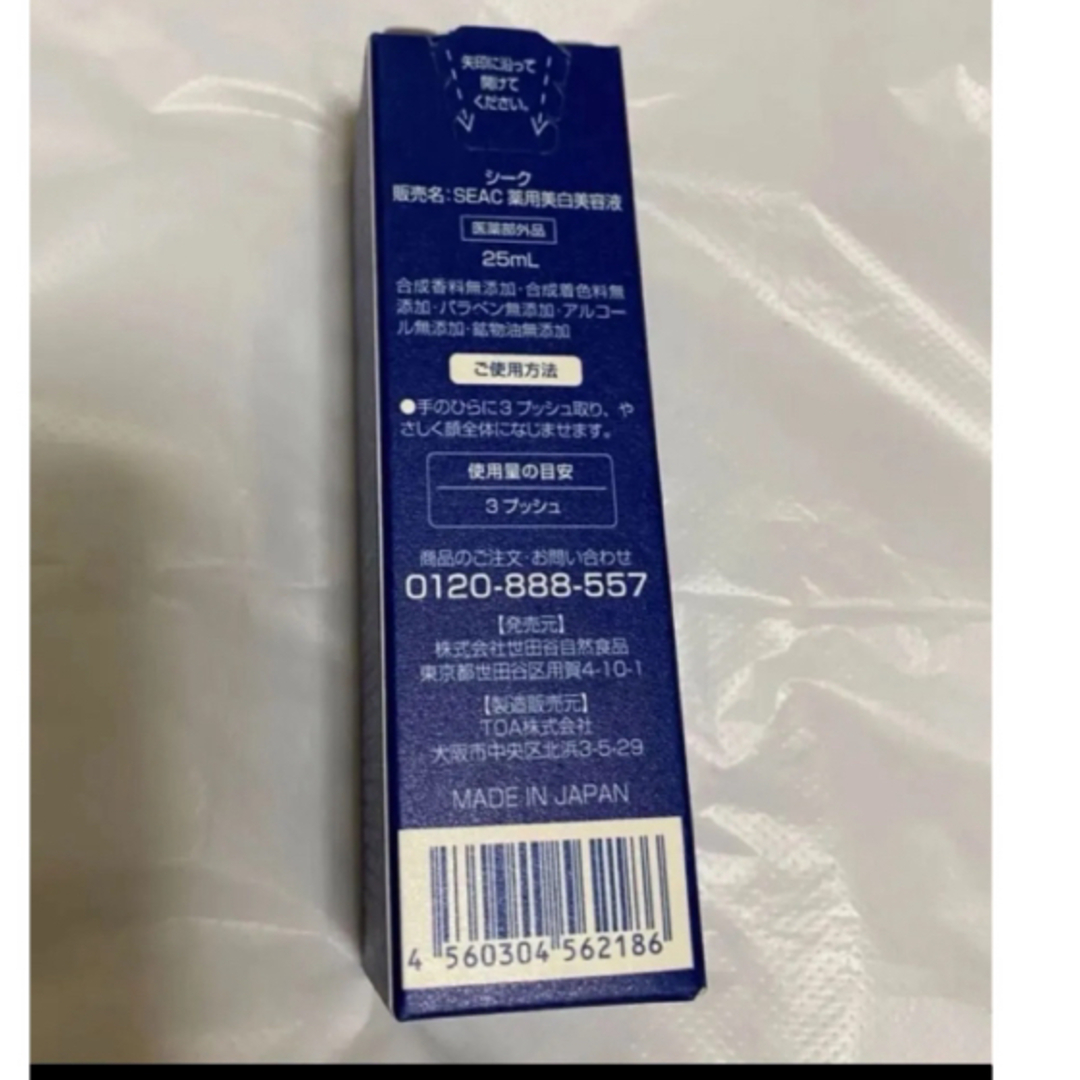 矢印に沿って
開けて
ください。
シーク
販売名:SEAC 薬用美白美容液
医薬部外品
25mL
合成香料無添加・合成着色料無
添加・パラベン無添加・アルコー
ル無添加・鉱物油無添加
ご使用方法
●手のひらに3プッシュ取り、や
さしく顔全体になじませます。
使用量の目安
3プッシュ
商品のご注文・お問い合わせ
0120-888-557
【発売元】
株式会社世田谷自然食品
東京都世田谷区用賀4-10-1
【製造販売元】
TOA株式会社
大阪市中央区北浜3-5-29
MADE IN JAPAN
4 560304 562186